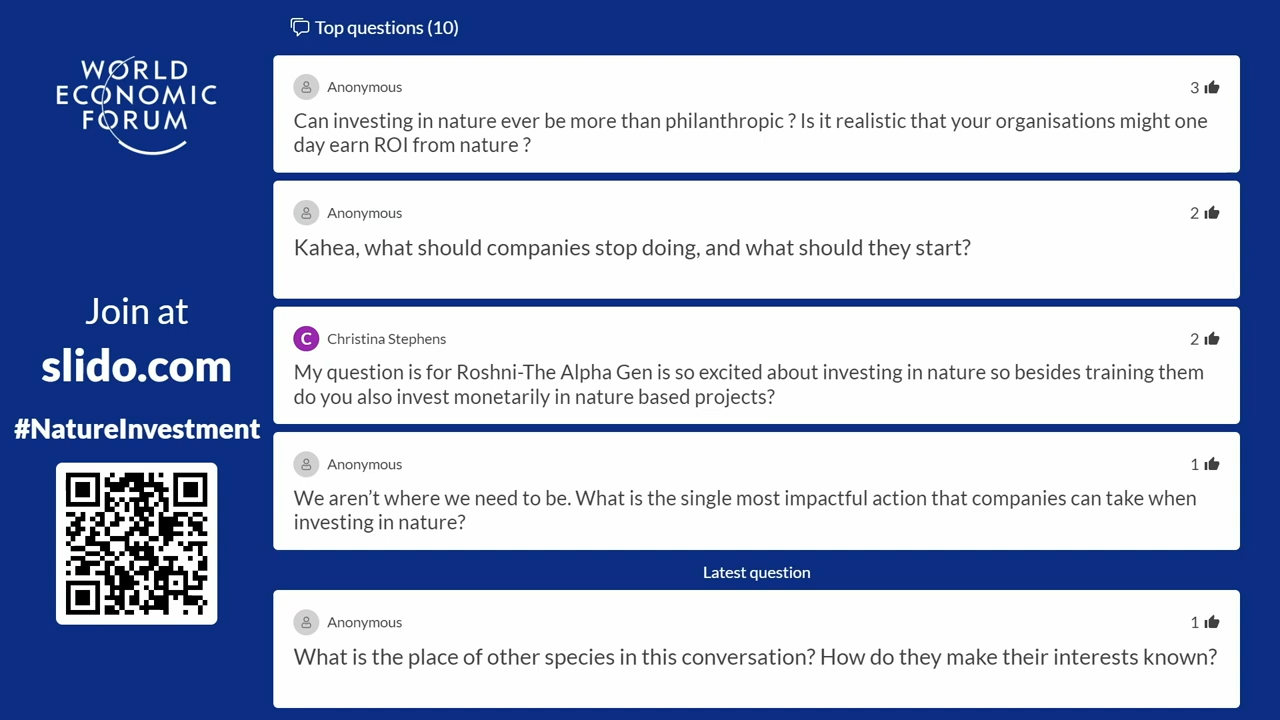 WORLD
ECONOMIC
FORUM
Join at
slido.com
#NatureInvestment
Top questions (10)
Anonymous
3
Can investing in nature ever be more than philanthropic ? Is it realistic that your organisations might one
day earn ROI from nature ?
Anonymous
2
Kahea, what should companies stop doing, and what should they start?
C
Christina Stephens
2
My question is for Roshni-The Alpha Gen is so excited about investing in nature so besides training them
do you also invest monetarily in nature based projects?
Anonymous
1
We aren’t where we need to be. What is the single most impactful action that companies can take when
investing in nature?
Latest question
Anonymous
1
What is the place of other species in this conversation? How do they make their interests known?